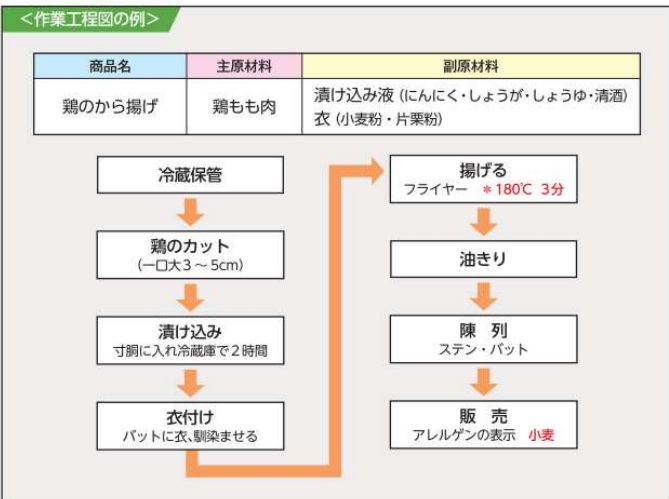 ＜作業工程図の例＞
商品名 主原材料 副原材料
鶏のから揚げ 鶏もも肉 漬け込み液（にんにく・しょうが・しょうゆ・清酒）
衣（小麦粉・片栗粉）
冷蔵保管
鶏のカット
（一口大３～５cm）
漬け込み
寸胴に入れ冷蔵庫で２時間
衣付け
バットに衣、馴染ませる
揚げる
フライヤー ＊180℃ ３分
油きり
陳 列
ステン・バット
販 売
アレルゲンの表示 小麦